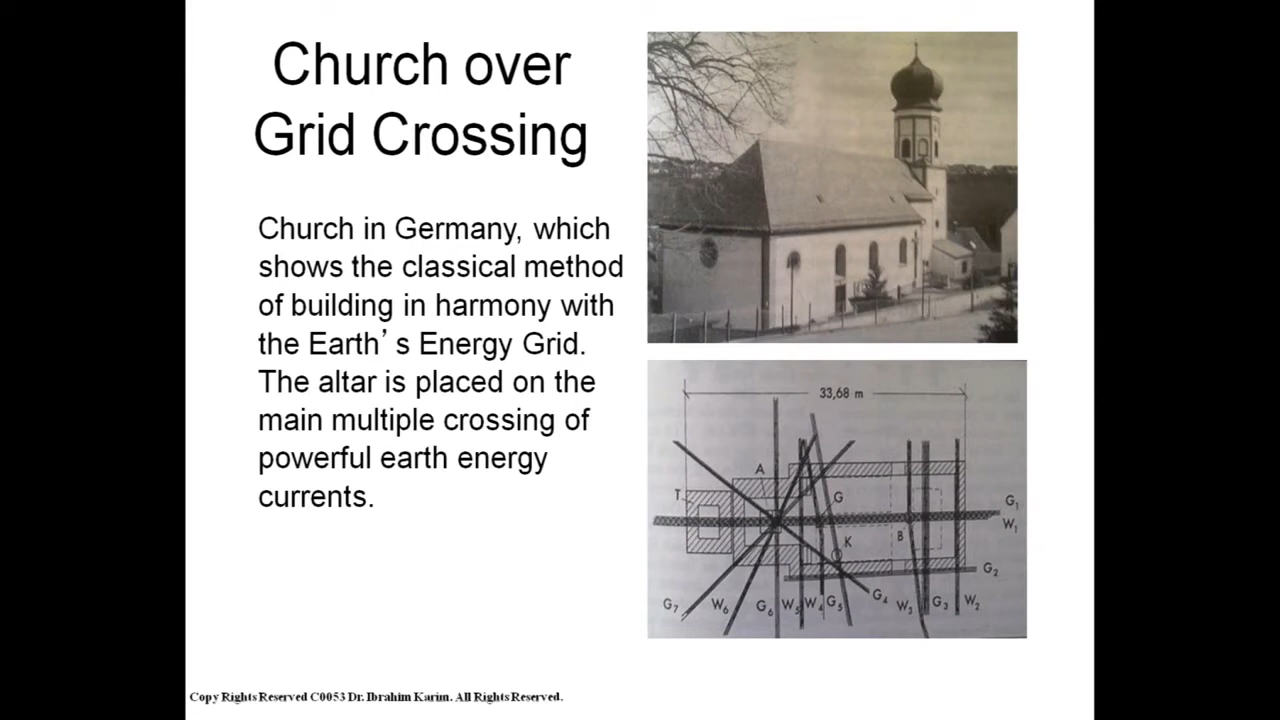 Church over
Grid Crossing
Church in Germany, which
shows the classical method
of building in harmony with
the Earth’ s Energy Grid.
The altar is placed on the
main multiple crossing of
powerful earth energy
currents.
33,68 m
A
T
G
G₁
W₁
B
K
G₂
G₇
W₆
G₆
W₅
W₄
G₅
G₄
W₃
G₃
W₂
Copy Rights Reserved C0053 Dr. Ibrahim Karim. All Rights Reserved.